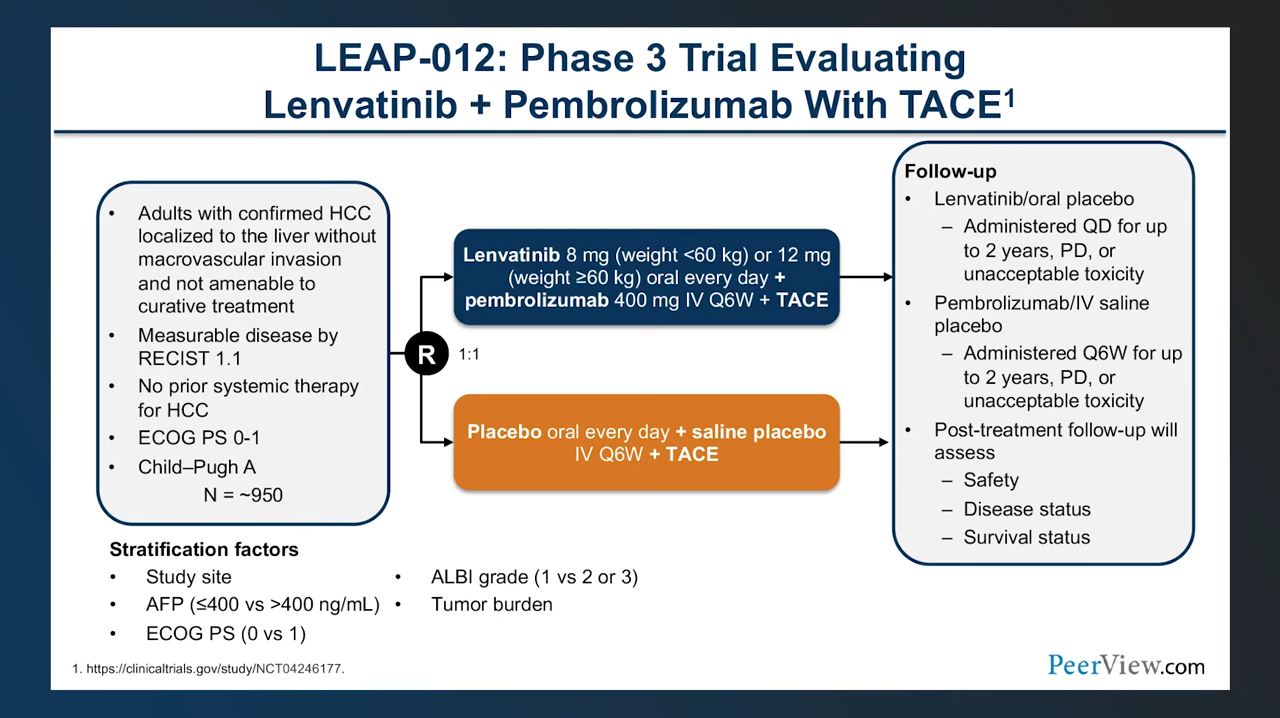 LEAP-012: Phase 3 Trial Evaluating
Lenvatinib + Pembrolizumab With TACE¹
• Adults with confirmed HCC
localized to the liver without
macrovascular invasion
and not amenable to
curative treatment
• Measurable disease by
RECIST 1.1
• No prior systemic therapy
for HCC
• ECOG PS 0-1
• Child–Pugh A
N = ~950
R
1:1
Lenvatinib 8 mg (weight <60 kg) or 12 mg
(weight ≥60 kg) oral every day +
pembrolizumab 400 mg IV Q6W + TACE
Placebo oral every day + saline placebo
IV Q6W + TACE
Follow-up
• Lenvatinib/oral placebo
– Administered QD for up
to 2 years, PD, or
unacceptable toxicity
• Pembrolizumab/IV saline
placebo
– Administered Q6W for up
to 2 years, PD, or
unacceptable toxicity
• Post-treatment follow-up will
assess
– Safety
– Disease status
– Survival status
Stratification factors
• Study site
• AFP (≤400 vs >400 ng/mL)
• ECOG PS (0 vs 1)
• ALBI grade (1 vs 2 or 3)
• Tumor burden
1. https://clinicaltrials.gov/study/NCT04246177.
PeerView.com